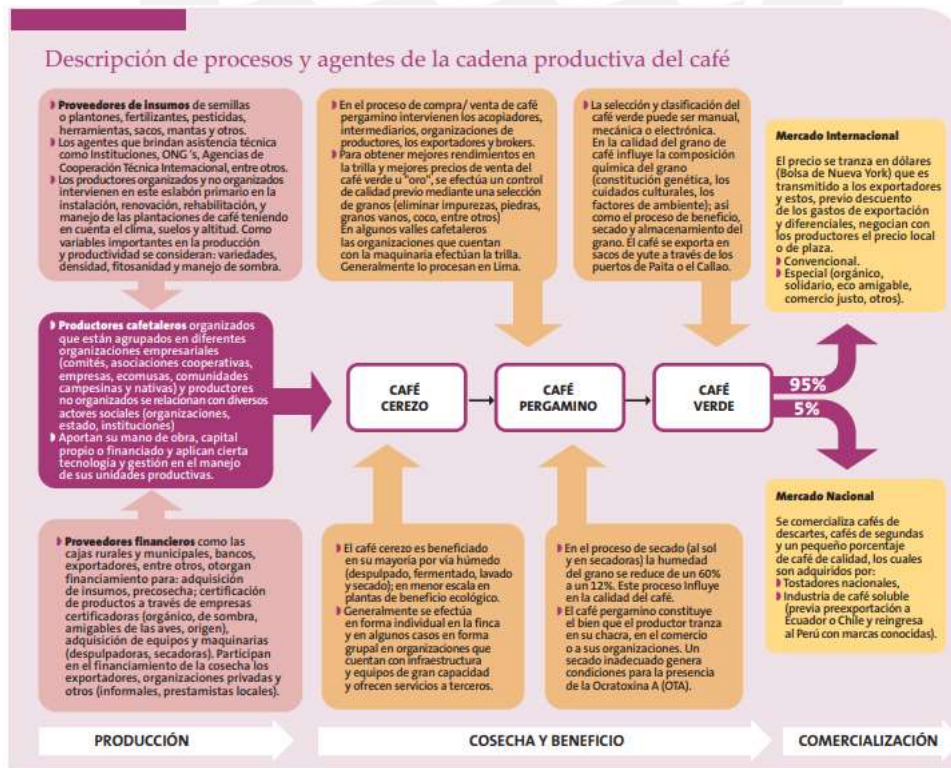 Descripción de procesos y agentes de la cadena productiva del café
Proveedores de insumos de semillas
o plantones, fertilizantes, pesticidas,
herramientas, sacos, mantas y otros.
Los agentes que brindan asistencia técnica
como Instituciones, ONG 's, Agencias de
Cooperación Técnica Internacional, entre otros.
Los productores organizados y no organizados
intervienen en este eslabón primario en la
instalación, renovación, rehabilitación, y
manejo de las plantaciones de café teniendo
en cuenta el clima, suelos y altitud. Como
variables importantes en la producción
y productividad se consideran: variedades,
densidad, fitosanidad y manejo de sombra.
En el proceso de compra/ venta de café
pergamino intervienen los acopiadores,
intermediarios, organizaciones de
productores, los exportadores y brokers.
Para obtener mejores rendimientos en
la trilla y mejores precios de venta del
café verde u "oro", se efectúa un control
de calidad previo mediante una selección
de granos (eliminar impurezas, piedras,
granos vanos, coco, entre otros)
En algunos valles cafetaleros
las organizaciones que cuentan
con la maquinaria efectúan la trilla.
Generalmente lo procesan en Lima.
La selección y clasificación del
café verde puede ser manual,
mecánica o electrónica.
En la calidad del grano de
café influye la composición
química del grano
(constitución genética, los
cuidados culturales, los
factores de ambiente); asi
como el proceso de beneficio,
secado y almacenamiento del
grano. El café se exporta en
sacos de yute a través de los
puertos de Paita o el Callao.
Mercado Internacional
El precio se tranza en dólares
(Bolsa de Nueva York) que es
transmitido a los exportadores
y estos, previo descuento
de los gastos de exportación
y diferenciales, negocian con
los productores el precio local
o de plaza.
Convencional.
Especial (orgánico,
solidario, eco amigable,
comercio justo, otros).
Productores cafetaleros organizados
que están agrupados en diferentes
organizaciones empresariales
(comités, asociaciones cooperativas,
empresas, ecomusas, comunidades
campesinas y nativas) y productores
no organizados se relacionan con diversos
actores sociales (organizaciones,
estado, instituciones)
Aportan su mano de obra, capital
propio o financiado y aplican cierta
tecnología y gestión en el manejo
de sus unidades productivas.
CAFÉ
CEREZO
CAFÉ
PERGAMINO
CAFÉ
VERDE
95%
5%
Proveedores financieros como las
cajas rurales y municipales, bancos,
exportadores, entre otros, otorgan
financiamiento para: adquisición
de insumos, precosecha; certificación
de productos a través de empresas
certificadoras (orgánico, de sombra,
amigables de las aves, origen),
adquisición de equipos y maquinarias
(despulpadoras, secadoras). Participan
en el financiamiento de la cosecha los
exportadores, organizaciones privadas y
otros (informales, prestamistas locales).
El café cerezo es beneficiado
en su mayoría por vía húmedo
(despulpado, fermentado, lavado
y secado); en menor escala en
plantas de beneficio ecológico.
Generalmente se efectúa
en forma individual en la finca
y en algunos casos en forma
grupal en organizaciones que
cuentan con infraestructura
y equipos de gran capacidad
y ofrecen servicios a terceros.
En el proceso de secado (al sol
y en secadoras) la humedad
del grano se reduce de un 60%
a un 12%. Este proceso Influye
en la calidad del café.
El café pergamino constituye
el bien que el productor tranza
en su chacra, en el comercio
o a sus organizaciones. Un
secado inadecuado genera
condiciones para la presencia
de la Ocratoxina A (OTA).
Mercado Nacional
Se comercializa cafés de
descartes, cafés de segundas
y un pequeño porcentaje
de café de calidad, los cuales
son adquiridos por:
Tostadores nacionales,
Industria de café soluble
(previa preexportación a
Ecuador o Chile y reingresa
al Perú con marcas conocidas).
PRODUCCIÓN
COSECHA Y BENEFICIO
COMERCIALIZACIÓN